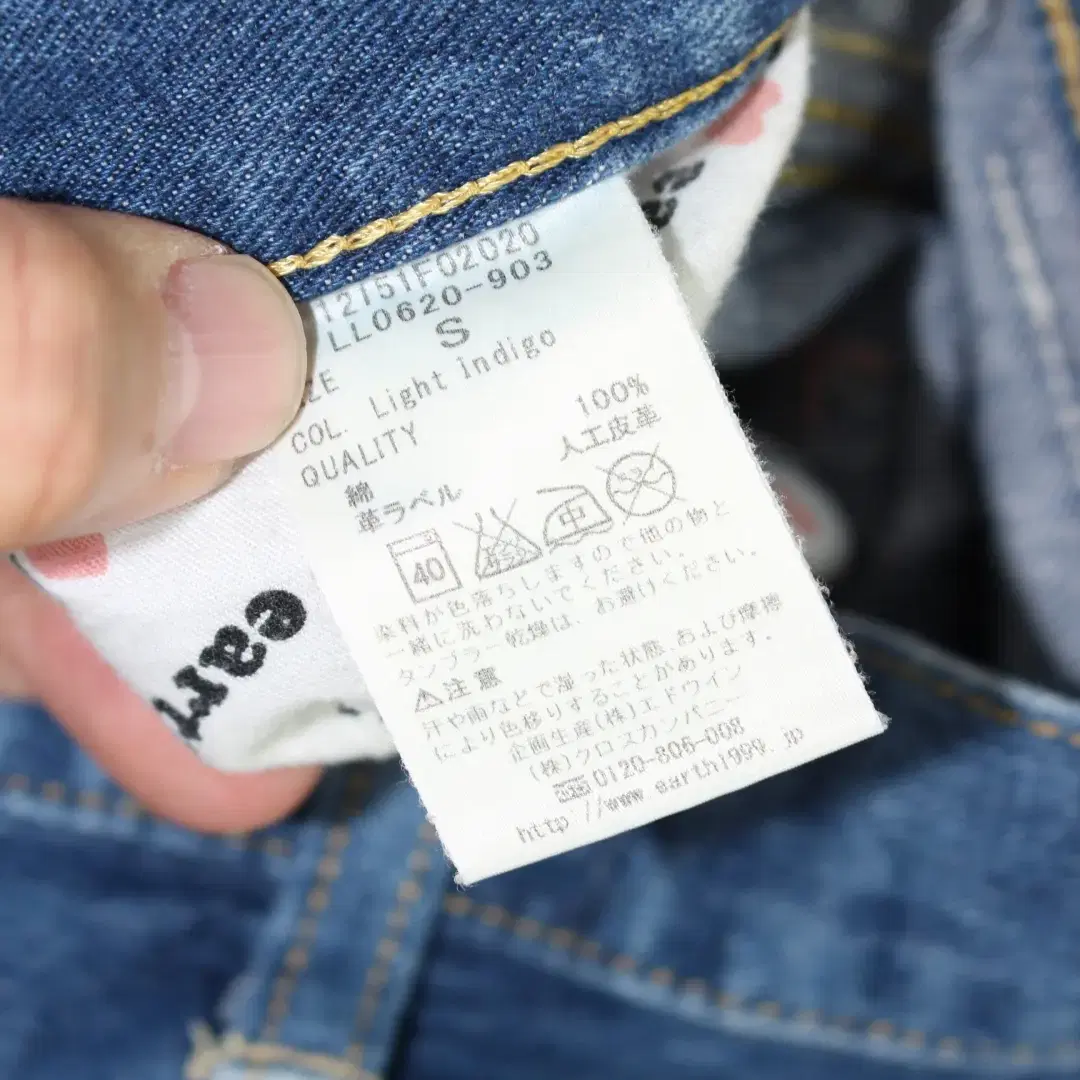 12151F02020
LL0620-903
ZE S
COL. Light indigo
QUALITY
綿 100%
革ラベル 人工皮革
40
中
染料が色落ちしますので他の物と
一緒に洗わないでください。
タンブラー乾燥は、お避けください。
注意
汗や雨などで湿った状態、および摩擦
により色移りすることがあります。
企画生産(株)エドウイン
(株)クロスカンパニー
0120-806-008
http://www.earth1999.jp
ear